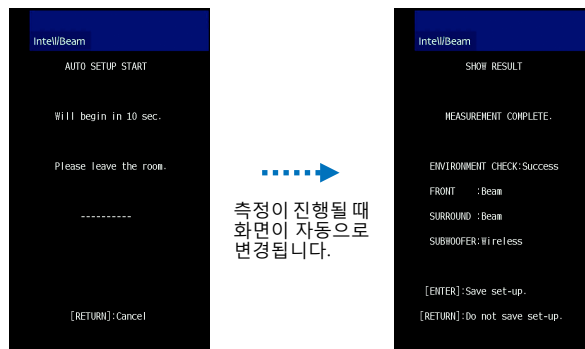 IntelliBeam
AUTO SETUP START
Will begin in 10 sec.
Please leave the room.
----------
[RETURN]:Cancel
측정이 진행될 때
화면이 자동으로
변경됩니다.
IntelliBeam
SHOW RESULT
MEASUREMENT COMPLETE.
ENVIRONMENT CHECK:Success
FRONT :Beam
SURROUND :Beam
SUBWOOFER:Wireless
[ENTER]:Save set-up.
[RETURN]:Do not save set-up.